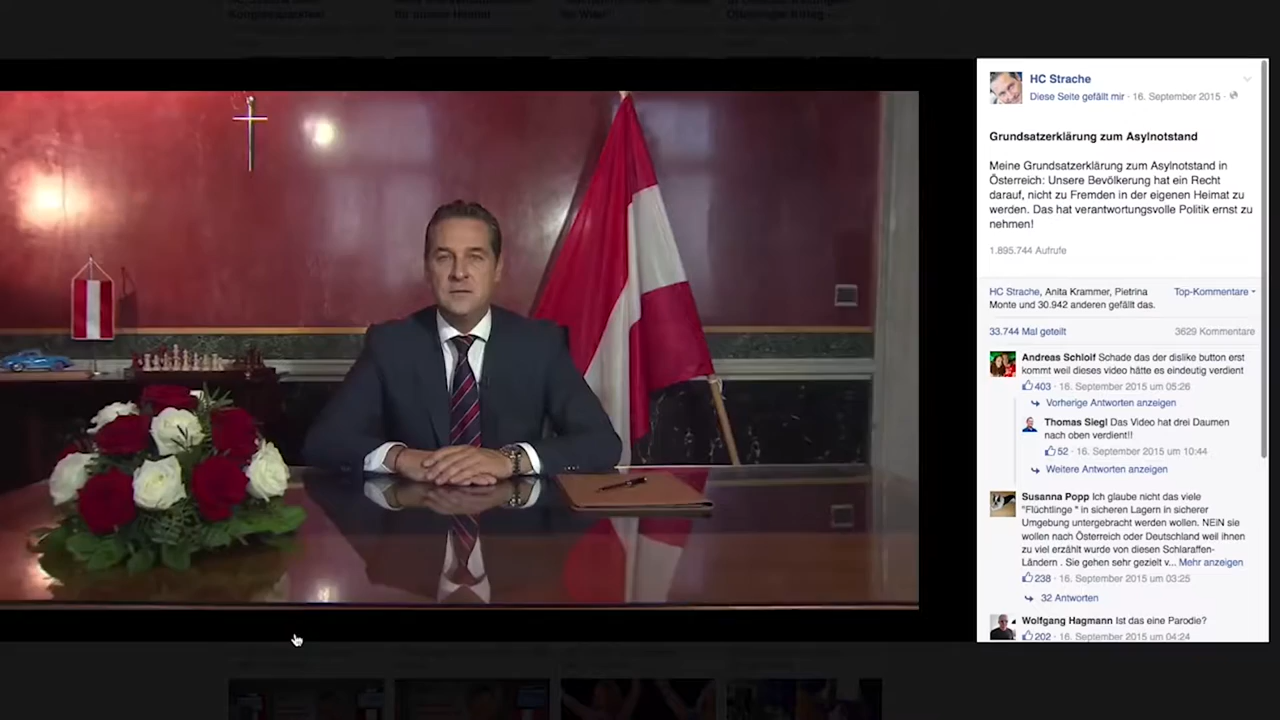 für unsere Heimat
HC Strache
Diese Seite gefällt mir · 16. September 2015 ·
Grundsatzerklärung zum Asylnotstand
Meine Grundsatzerklärung zum Asylnotstand in
Österreich: Unsere Bevölkerung hat ein Recht
darauf, nicht zu Fremden in der eigenen Heimat zu
werden. Das hat verantwortungsvolle Politik ernst zu
nehmen!
1.895.744 Aufrufe
HC Strache, Anita Krammer, Pietrina
Monte und 30.942 anderen gefällt das.
Top-Kommentare
33.744 Mal geteilt
3629 Kommentare
Andreas Schloif Schade das der dislike button erst
kommt weil dieses video hätte es eindeutig verdient
403 · 16. September 2015 um 05:26
Vorherige Antworten anzeigen
Thomas Siegl Das Video hat drei Daumen
nach oben verdient!!
52 · 16. September 2015 um 10:44
Weitere Antworten anzeigen
Susanna Popp Ich glaube nicht das viele
"Flüchtlinge " in sicheren Lagern in sicherer
Umgebung untergebracht werden wollen. NEiN sie
wollen nach Österreich oder Deutschland weil ihnen
zu viel erzählt wurde von diesen Schlaraffen-
Ländern . Sie gehen sehr gezielt v... Mehr anzeigen
238 · 16. September 2015 um 03:25
32 Antworten
Wolfgang Hagmann Ist das eine Parodie?
202 · 16. September 2015 um 04:24